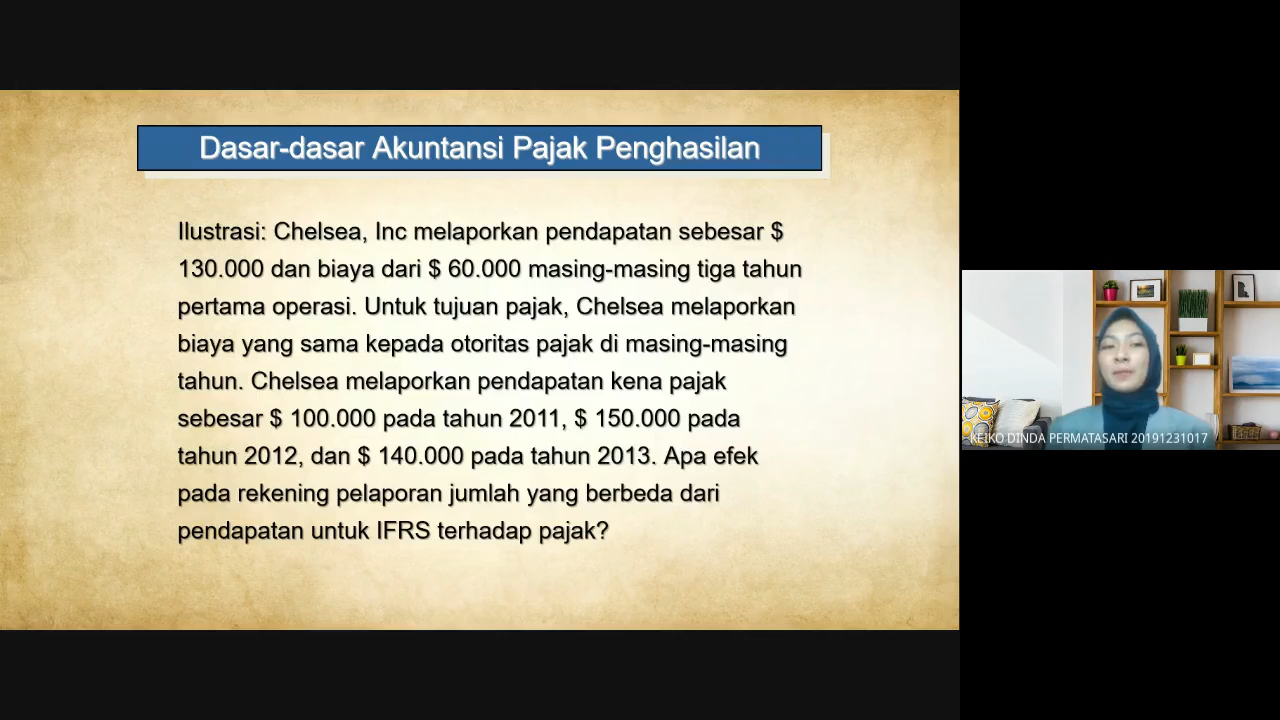 Dasar-dasar Akuntansi Pajak Penghasilan
Ilustrasi: Chelsea, Inc melaporkan pendapatan sebesar $
130.000 dan biaya dari $ 60.000 masing-masing tiga tahun
pertama operasi. Untuk tujuan pajak, Chelsea melaporkan
biaya yang sama kepada otoritas pajak di masing-masing
tahun. Chelsea melaporkan pendapatan kena pajak
sebesar $ 100.000 pada tahun 2011, $ 150.000 pada
tahun 2012, dan $ 140.000 pada tahun 2013. Apa efek
pada rekening pelaporan jumlah yang berbeda dari
pendapatan untuk IFRS terhadap pajak?
KEIKO DINDA PERMATASARI 20191231017